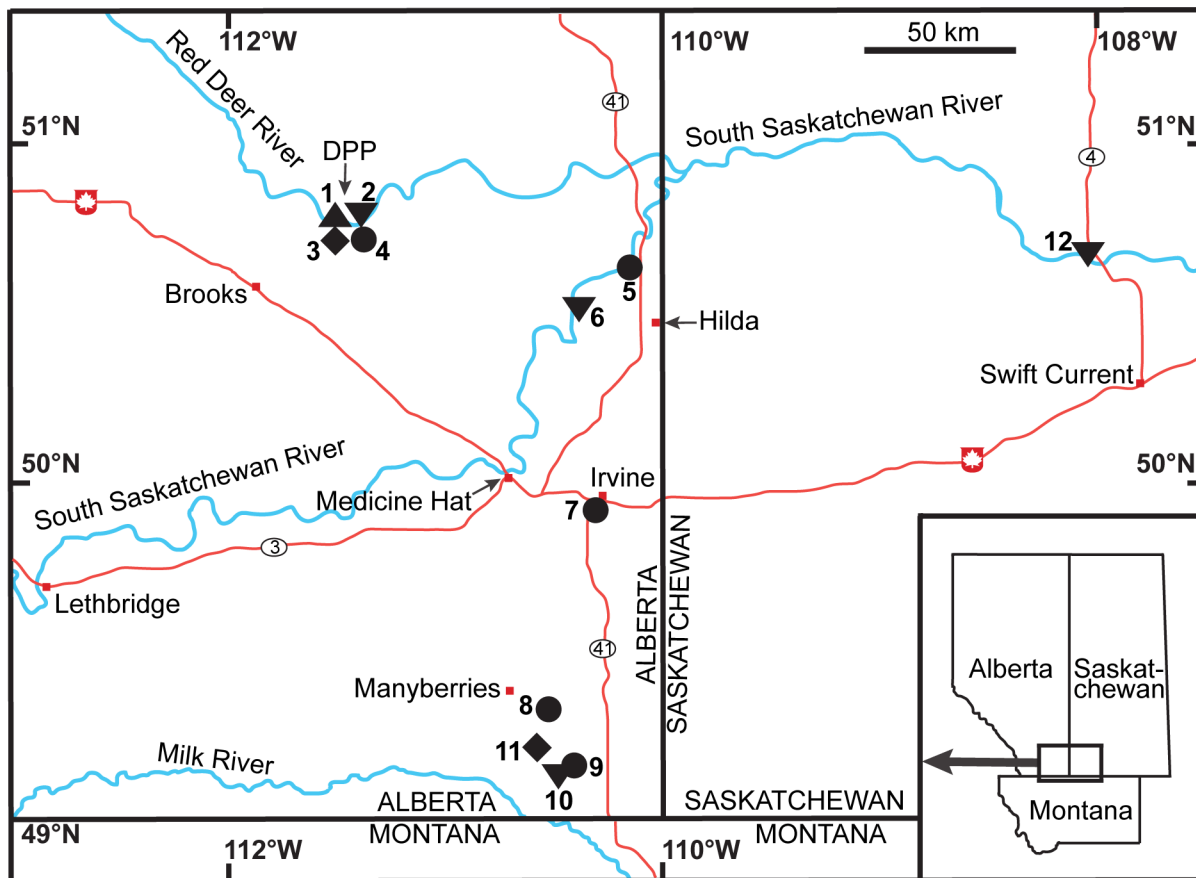 112°W
110°W
50 km
108°W
Red Deer River
41
South Saskatchewan River
51°N
51°N
DPP
4
1
2
3
4
12
5
Brooks
6
Hilda
Swift Current
50°N
50°N
South Saskatchewan River
Medicine Hat
Irvine
7
3
Lethbridge
ALBERTA
SASKATCHEWAN
41
Manyberries
8
11
9
10
Milk River
ALBERTA
SASKATCHEWAN
49°N
MONTANA
MONTANA
112°W
110°W
Alberta
Saskat-
chewan
Montana